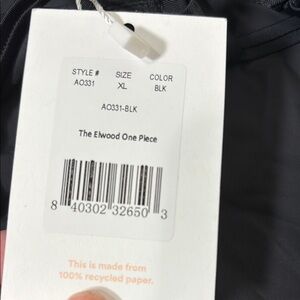 STYLE # SIZE COLOR
AO331 XL BLK
AO331-BLK
The Elwood One Piece
8 40302 32650 3
This is made from
100% recycled paper.